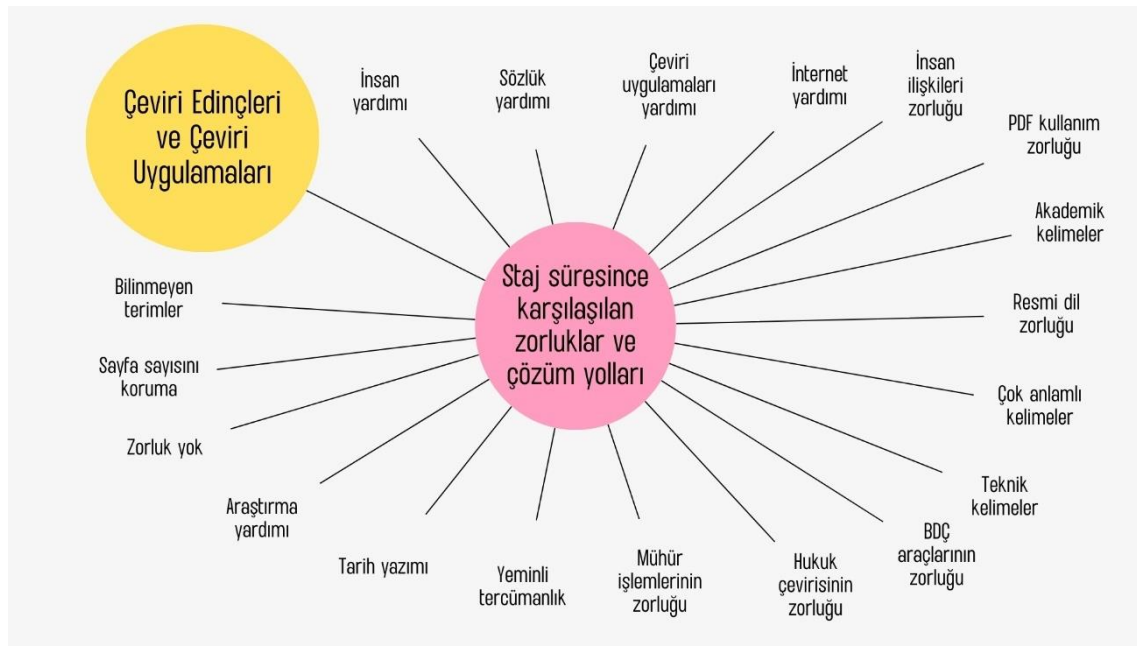 Çeviri Edinçleri
ve Çeviri
Uygulamaları
İnsan
yardımı
Sözlük
yardımı
Çeviri
uygulamaları
yardımı
İnternet
yardımı
İnsan
ilişkileri
zorluğu
PDF kullanım
zorluğu
Akademik
kelimeler
Resmi dil
zorluğu
Çok anlamlı
kelimeler
Teknik
kelimeler
BDÇ
araçlarının
zorluğu
Hukuk
çevirisinin
zorluğu
Mühür
işlemlerinin
zorluğu
Yeminli
tercümanlık
Tarih yazımı
Araştırma
yardımı
Zorluk yok
Sayfa sayısını
koruma
Bilinmeyen
terimler
Staj süresince
karşılaşılan
zorluklar ve
çözüm yolları